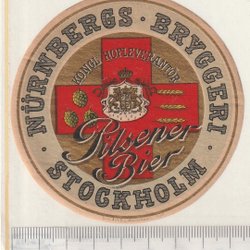 NÜRNBERGS · BRYGGERI ·
KONGL. HOFLEVERANTÖR
Pilsener
Bier
STOCKHOLM